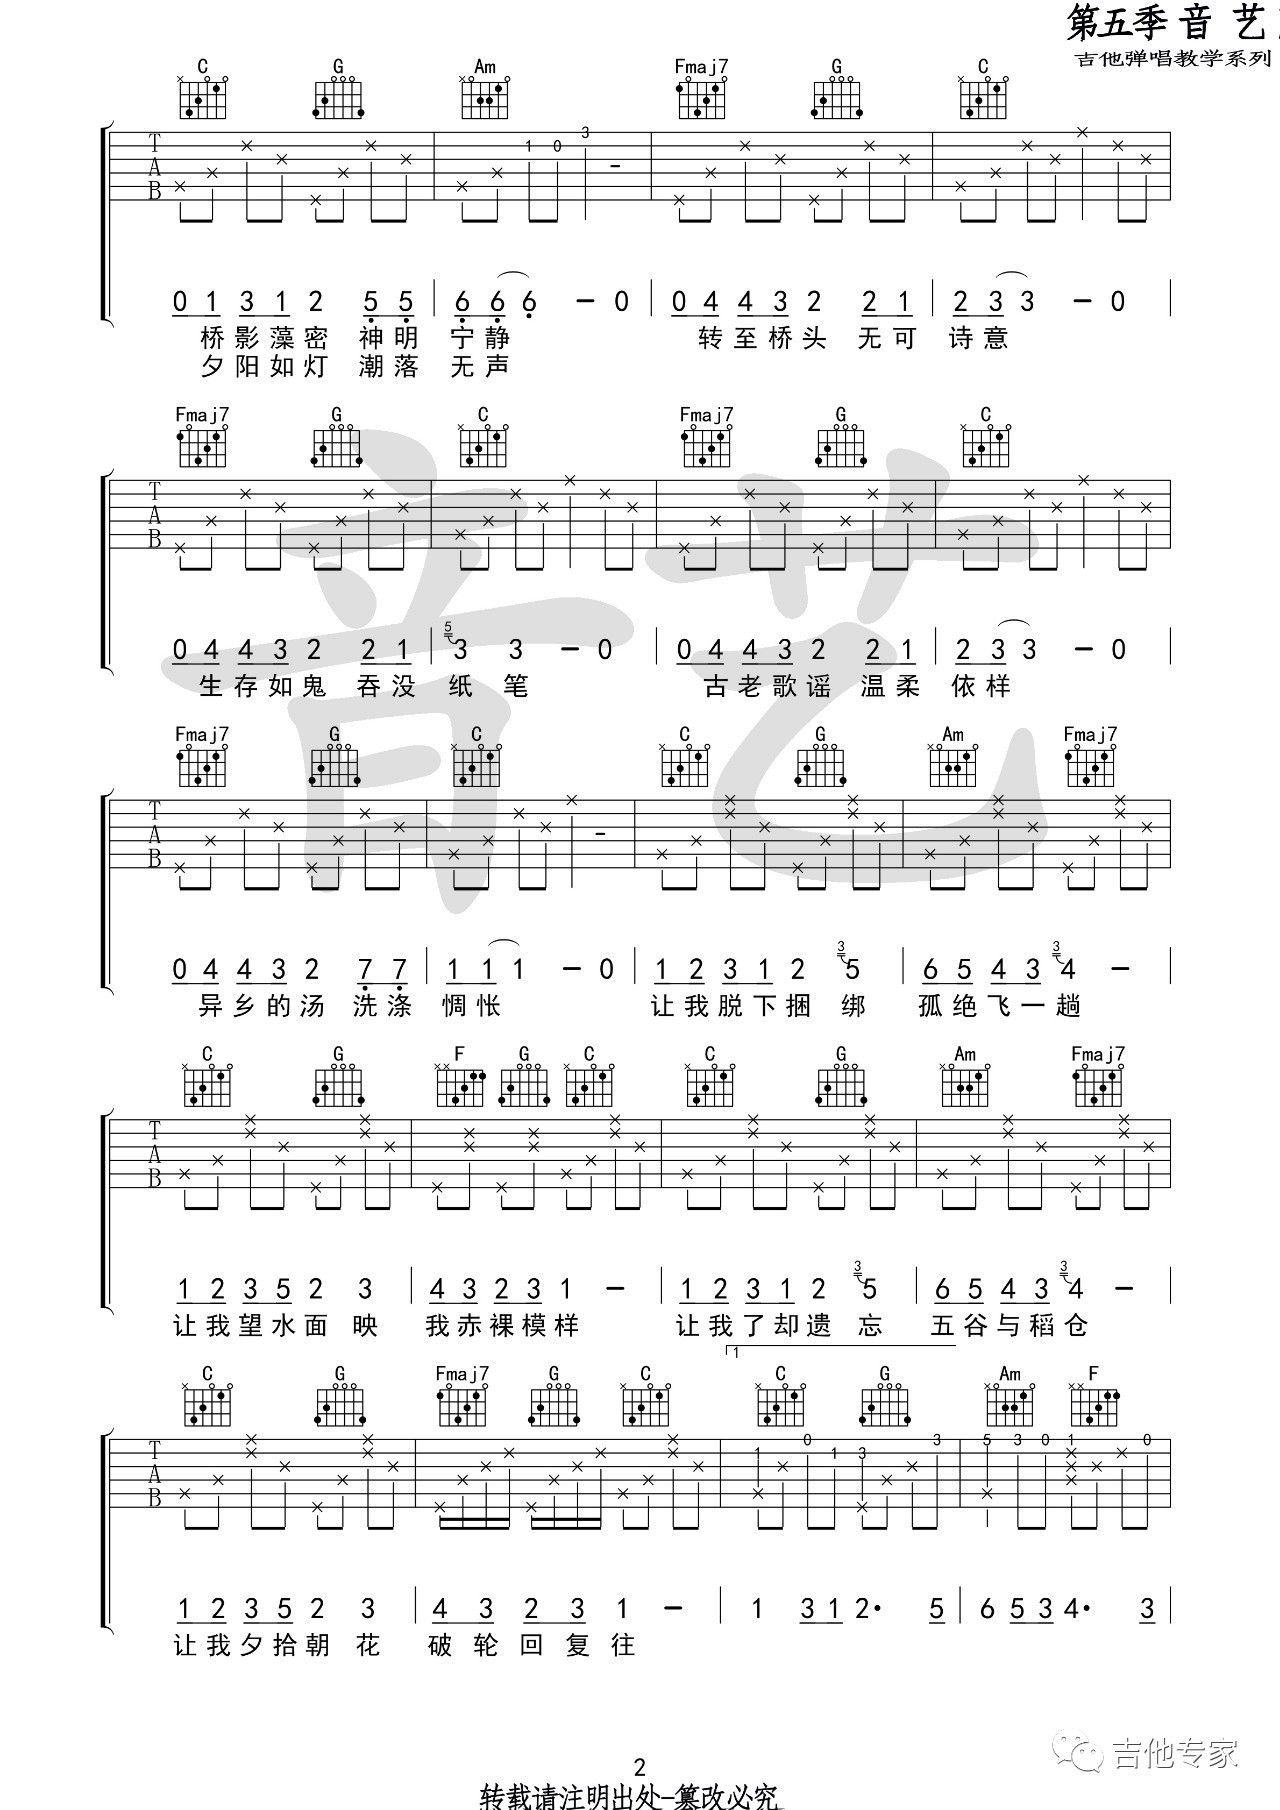 第五季 音 艺
吉他弹唱教学系列
C G Am Fmaj7 G C
T A B 1 0 3
0 1 3 1 2 5 5 6 6 6 - 0 0 4 4 3 2 2 1 2 3 3 - 0
桥影藻密 神明 宁静 转至桥头 无可 诗意
夕阳如灯 潮落 无声
Fmaj7 G C Fmaj7 G C
T A B
0 4 4 3 2 2 1 5 3 3 - 0 0 4 4 3 2 2 1 2 3 3 - 0
生存如鬼 吞没 纸 笔 古老歌谣 温柔 依样
音艺
Fmaj7 G C C G Am Fmaj7
T A B
0 4 4 3 2 7 7 1 1 1 - 0 1 2 3 1 2 3 5 6 5 4 3 3 4 -
异乡的汤 洗涤 惆怅 让我脱下捆 绑 孤绝飞一趟
C G F G C C G Am Fmaj7
T A B
1 2 3 5 2 3 4 3 2 3 1 - 1 2 3 1 2 3 5 6 5 4 3 3 4 -
让我望水面 映 我赤裸模样 让我了却遗 忘 五谷与稻仓
1
C G Fmaj7 G C C G Am F
T A B 1 0 1 3 3 5 3 0 1 0
1 2 3 5 2 3 4 3 2 3 1 - 1 3 1 2· 5 6 5 3 4· 3
让我夕拾朝 花 破轮回复往
吉他专家
2
转载请注明出处-篡改必究